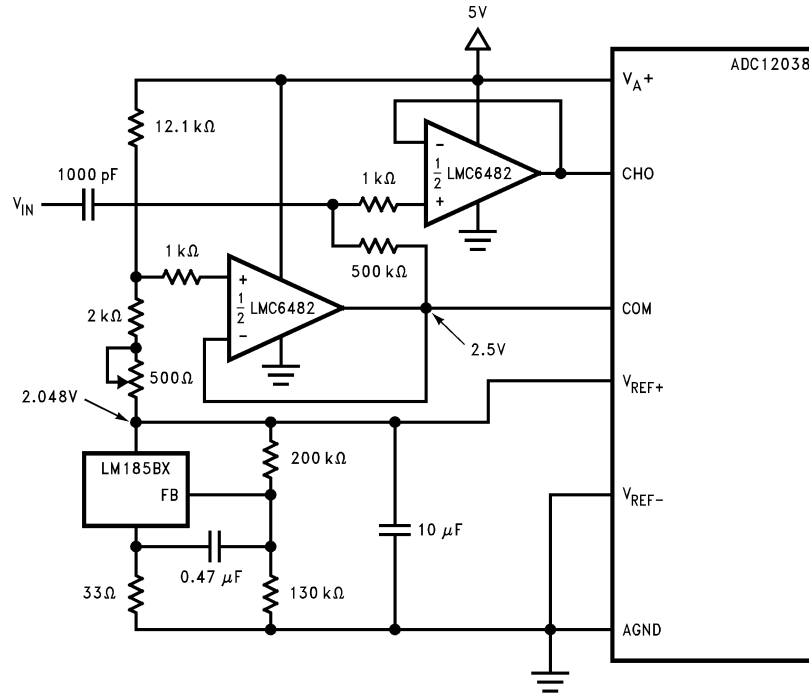 5V
ADC12038
V_A+
12.1 kΩ
1000 pF
1 kΩ
−
½ LMC6482
+
CHO
V_IN
1 kΩ
500 kΩ
+
½ LMC6482
−
2 kΩ
COM
2.5V
500Ω
V_REF+
2.048V
LM185BX
FB
200 kΩ
V_REF−
10 μF
0.47 μF
33Ω
130 kΩ
AGND